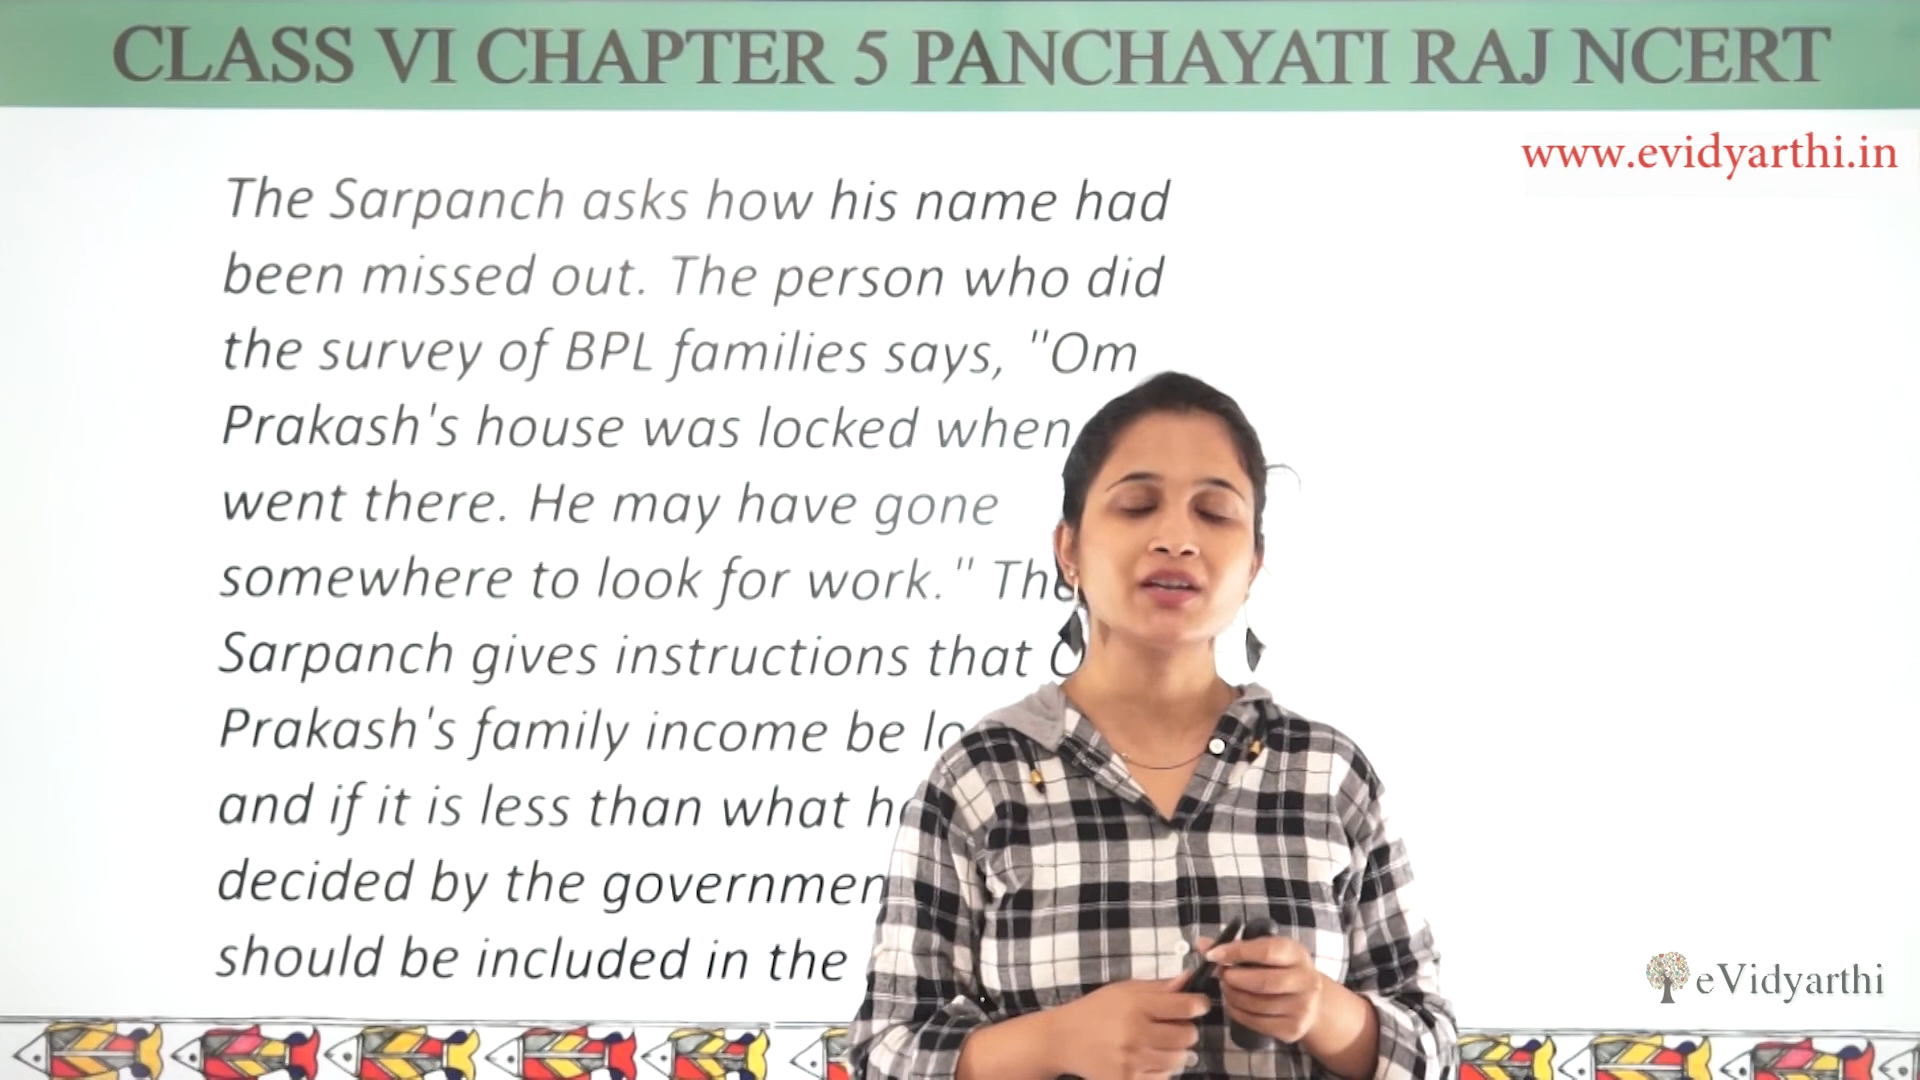 CLASS VI CHAPTER 5 PANCHAYATI RAJ NCERT
www.evidyarthi.in
The Sarpanch asks how his name had
been missed out. The person who did
the survey of BPL families says, "Om
Prakash's house was locked when
went there. He may have gone
somewhere to look for work." The
Sarpanch gives instructions that
Prakash's family income be
and if it is less than what
decided by the
should be included in the
eVidyarthi